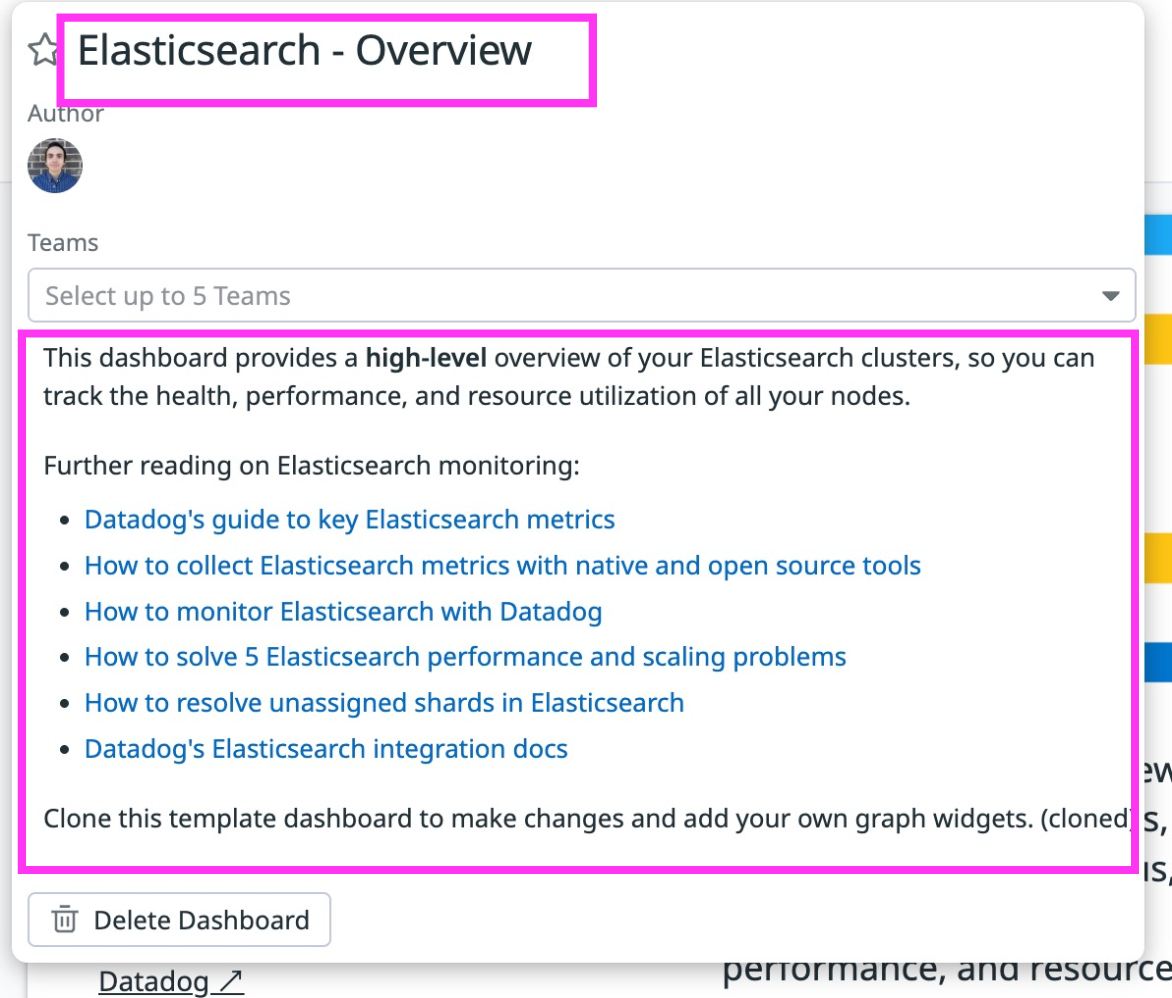 Elasticsearch - Overview
Author
Teams
Select up to 5 Teams
This dashboard provides a high-level overview of your Elasticsearch clusters, so you can
track the health, performance, and resource utilization of all your nodes.
Further reading on Elasticsearch monitoring:
Datadog's guide to key Elasticsearch metrics
How to collect Elasticsearch metrics with native and open source tools
How to monitor Elasticsearch with Datadog
How to solve 5 Elasticsearch performance and scaling problems
How to resolve unassigned shards in Elasticsearch
Datadog's Elasticsearch integration docs
Clone this template dashboard to make changes and add your own graph widgets. (cloned)
Delete Dashboard
Datadog ↗
performance, and resource